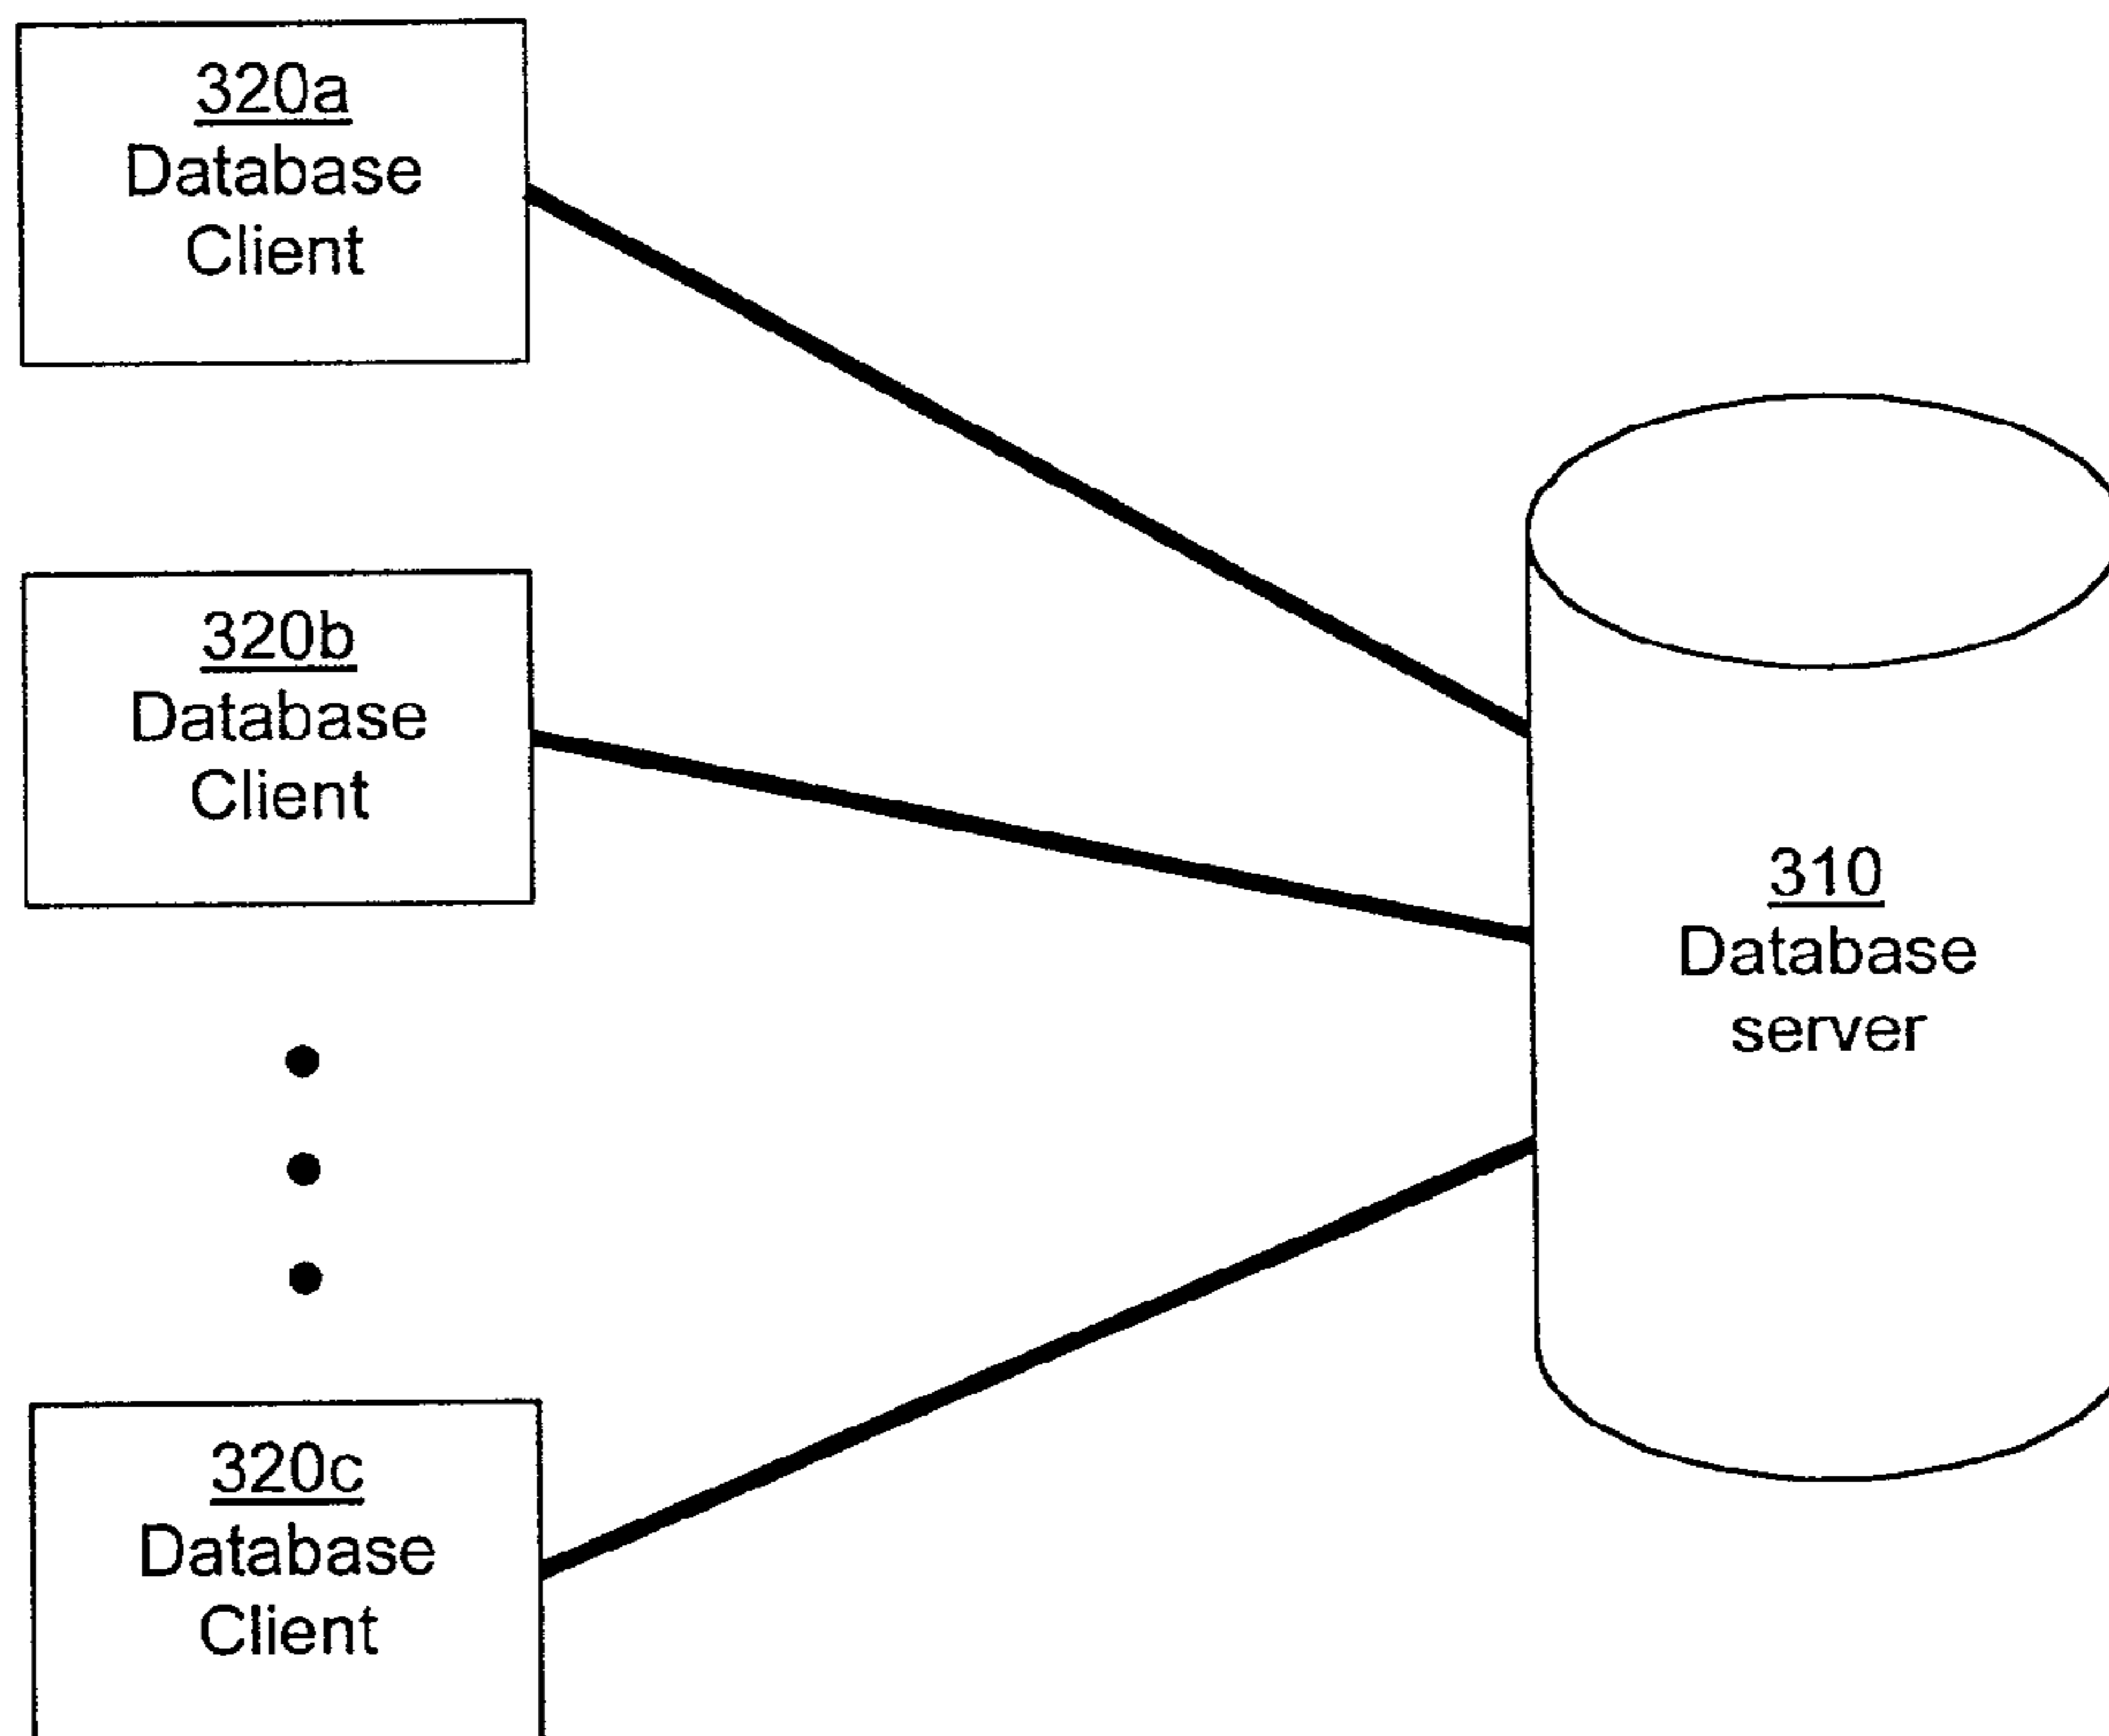 320a
Database
Client
320b
Database
Client
310
Database
server
320c
Database
Client